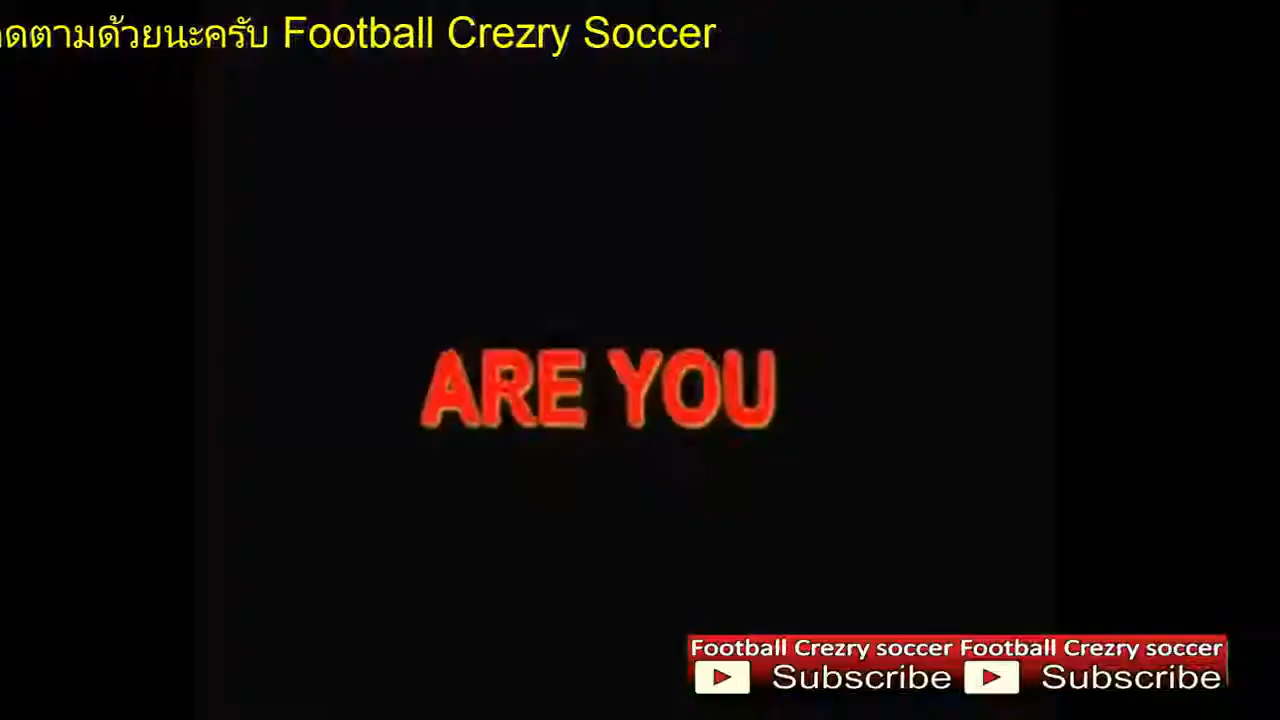 ดตามด้วยนะครับ Football Crezry Soccer
ARE YOU
Football Crezry soccer Football Crezry soccer
Subscribe Subscribe